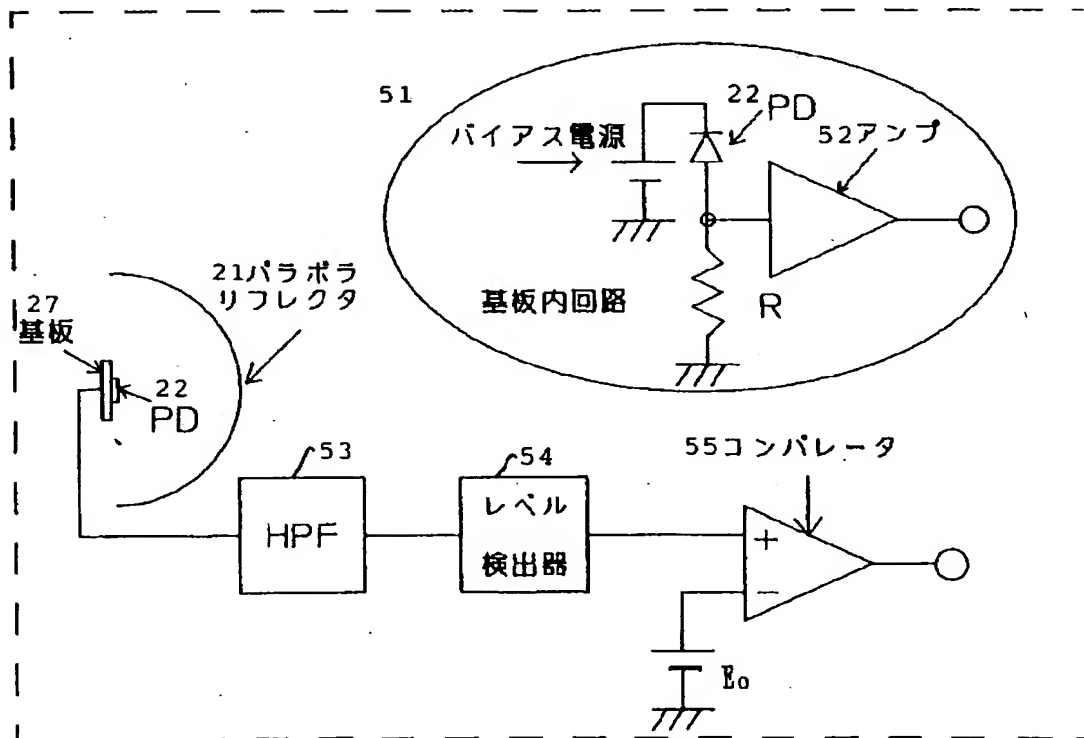 51
バイアス電源
22
PD
52アンプ
基板内回路
R
21パラボラ
リフレクタ
27
基板
22
PD
53
HPF
54
レベル
検出器
55コンパレータ
+
−
Eo